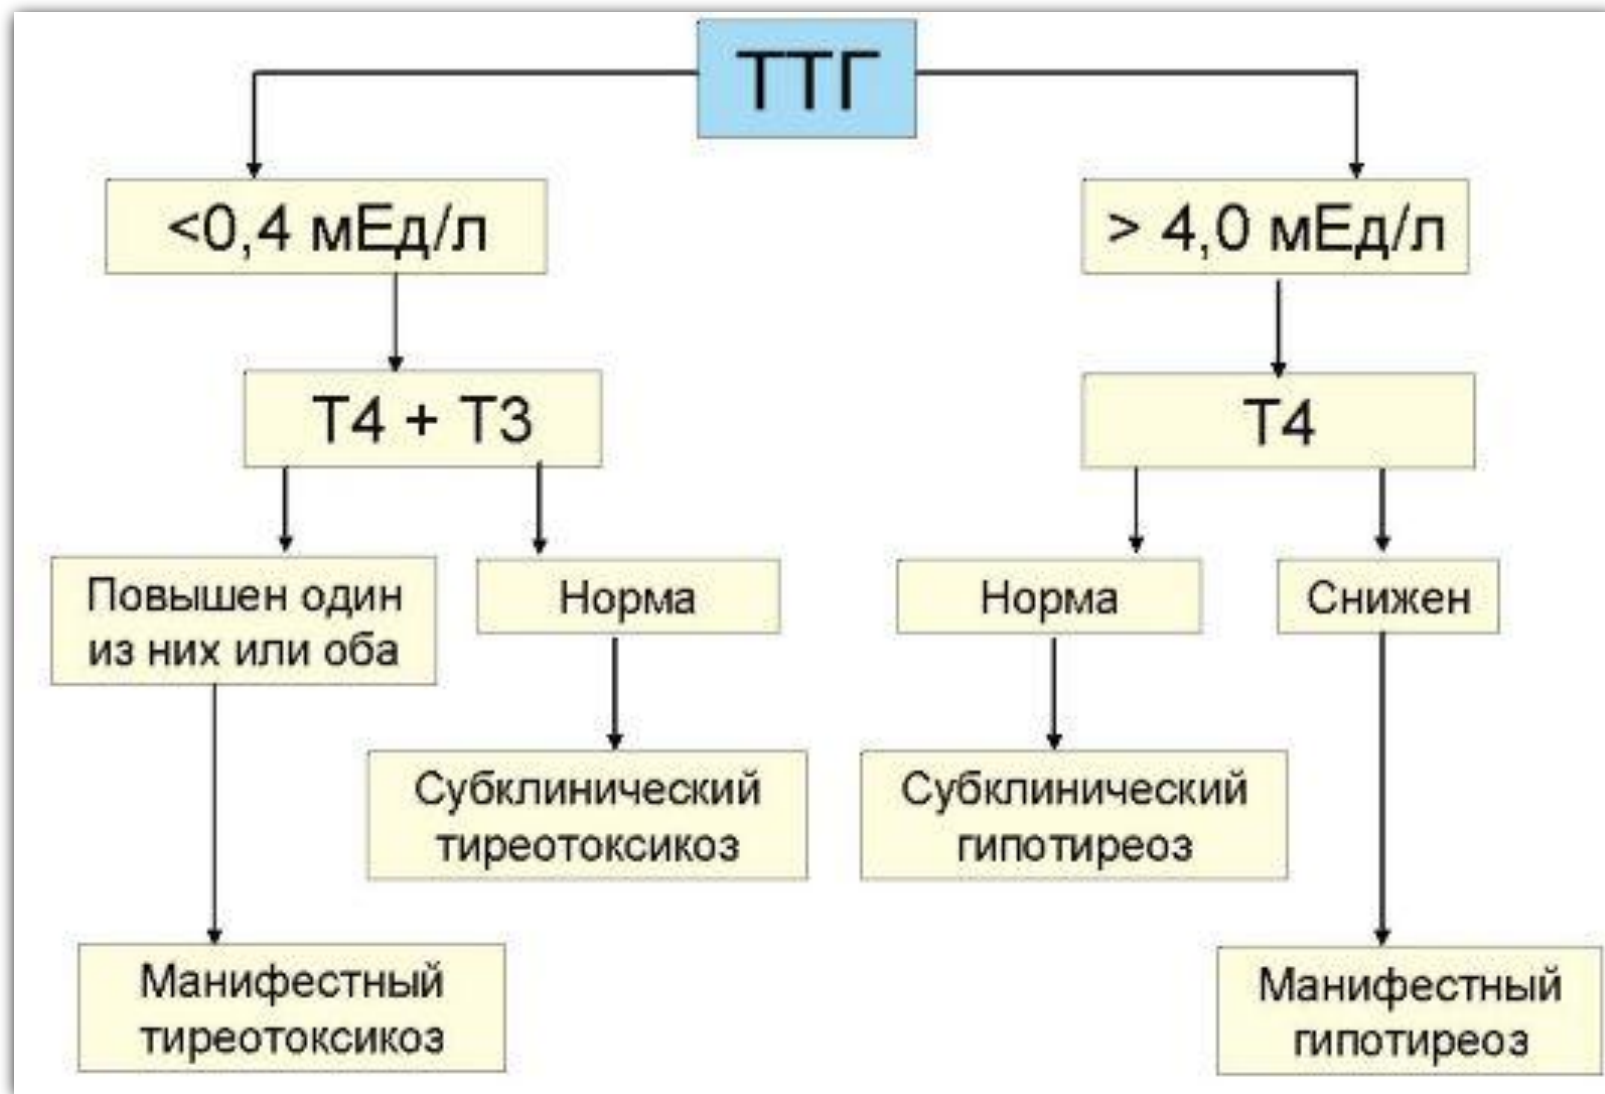 ТТГ
<0,4 мЕд/л
> 4,0 мЕд/л
Т4 + Т3
Т4
Повышен один
из них или оба
Норма
Норма
Снижен
Субклинический
тиреотоксикоз
Субклинический
гипотиреоз
Манифестный
тиреотоксикоз
Манифестный
гипотиреоз